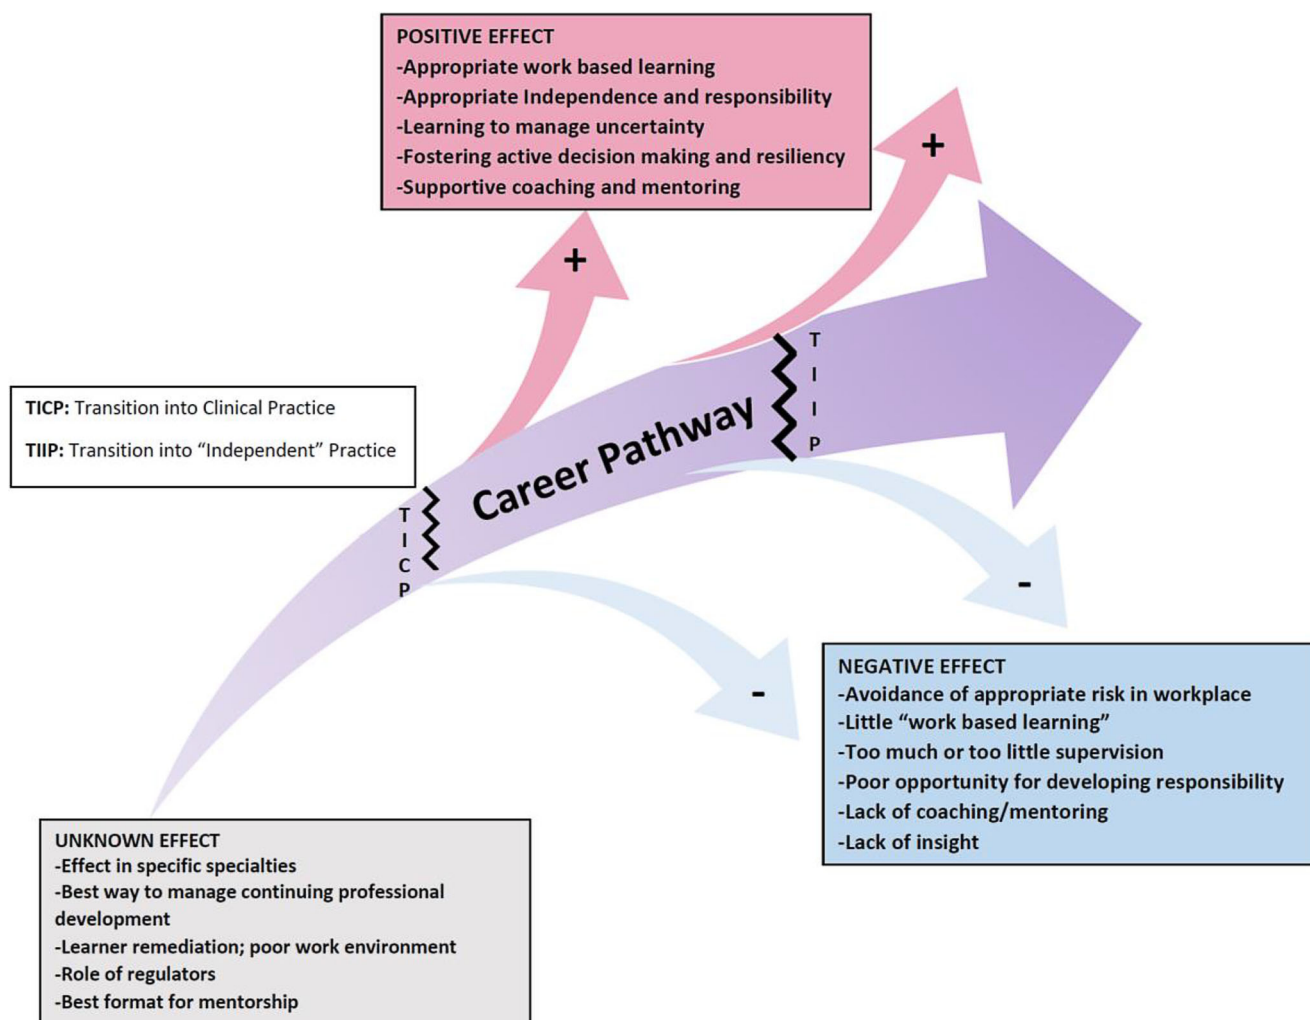 POSITIVE EFFECT
-Appropriate work based learning
-Appropriate Independence and responsibility
-Learning to manage uncertainty
-Fostering active decision making and resiliency
-Supportive coaching and mentoring
+
+
TICP: Transition into Clinical Practice
TIIP: Transition into “Independent” Practice
T
I
C
P
Career Pathway
T
I
I
P
-
-
NEGATIVE EFFECT
-Avoidance of appropriate risk in workplace
-Little “work based learning”
-Too much or too little supervision
-Poor opportunity for developing responsibility
-Lack of coaching/mentoring
-Lack of insight
UNKNOWN EFFECT
-Effect in specific specialties
-Best way to manage continuing professional
development
-Learner remediation; poor work environment
-Role of regulators
-Best format for mentorship